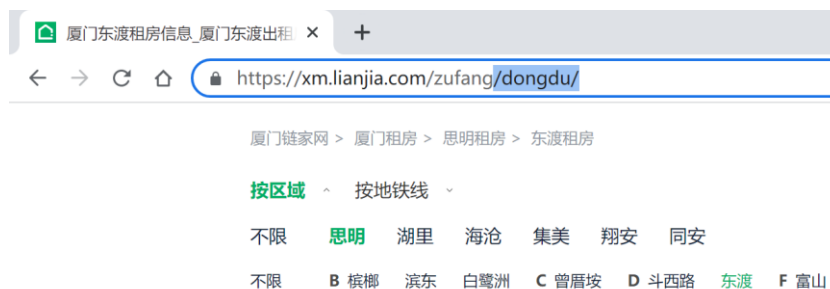 厦门东渡租房信息_厦门东渡出租
https://xm.lianjia.com/zufang/dongdu/
厦门链家网 > 厦门租房 > 思明租房 > 东渡租房
按区域 按地铁线
不限 思明 湖里 海沧 集美 翔安 同安
不限 B 槟榔 滨东 白鹭洲 C 曾厝垵 D 斗西路 东渡 F 富山